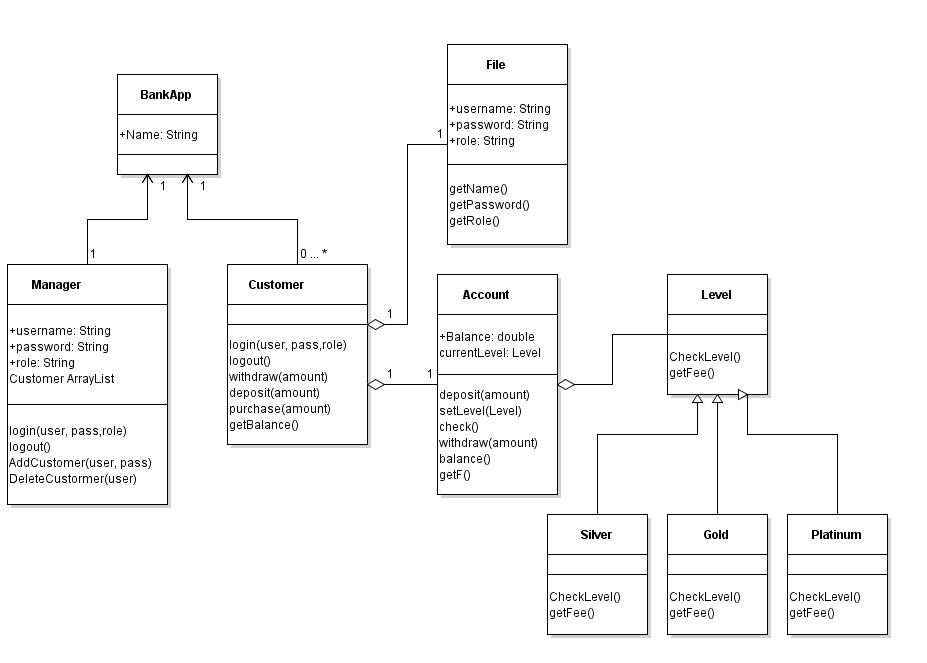 BankApp
+Name: String
1
1
File
+username: String
+password: String
+role: String
getName()
getPassword()
getRole()
1
1
0 ... *
Manager
+username: String
+password: String
+role: String
Customer ArrayList
login(user, pass,role)
logout()
AddCustomer(user, pass)
DeleteCustormer(user)
Customer
login(user, pass,role)
logout()
withdraw(amount)
deposit(amount)
purchase(amount)
getBalance()
1
1
1
Account
+Balance: double
currentLevel: Level
deposit(amount)
setLevel(Level)
check()
withdraw(amount)
balance()
getF()
Level
CheckLevel()
getFee()
Silver
CheckLevel()
getFee()
Gold
CheckLevel()
getFee()
Platinum
CheckLevel()
getFee()